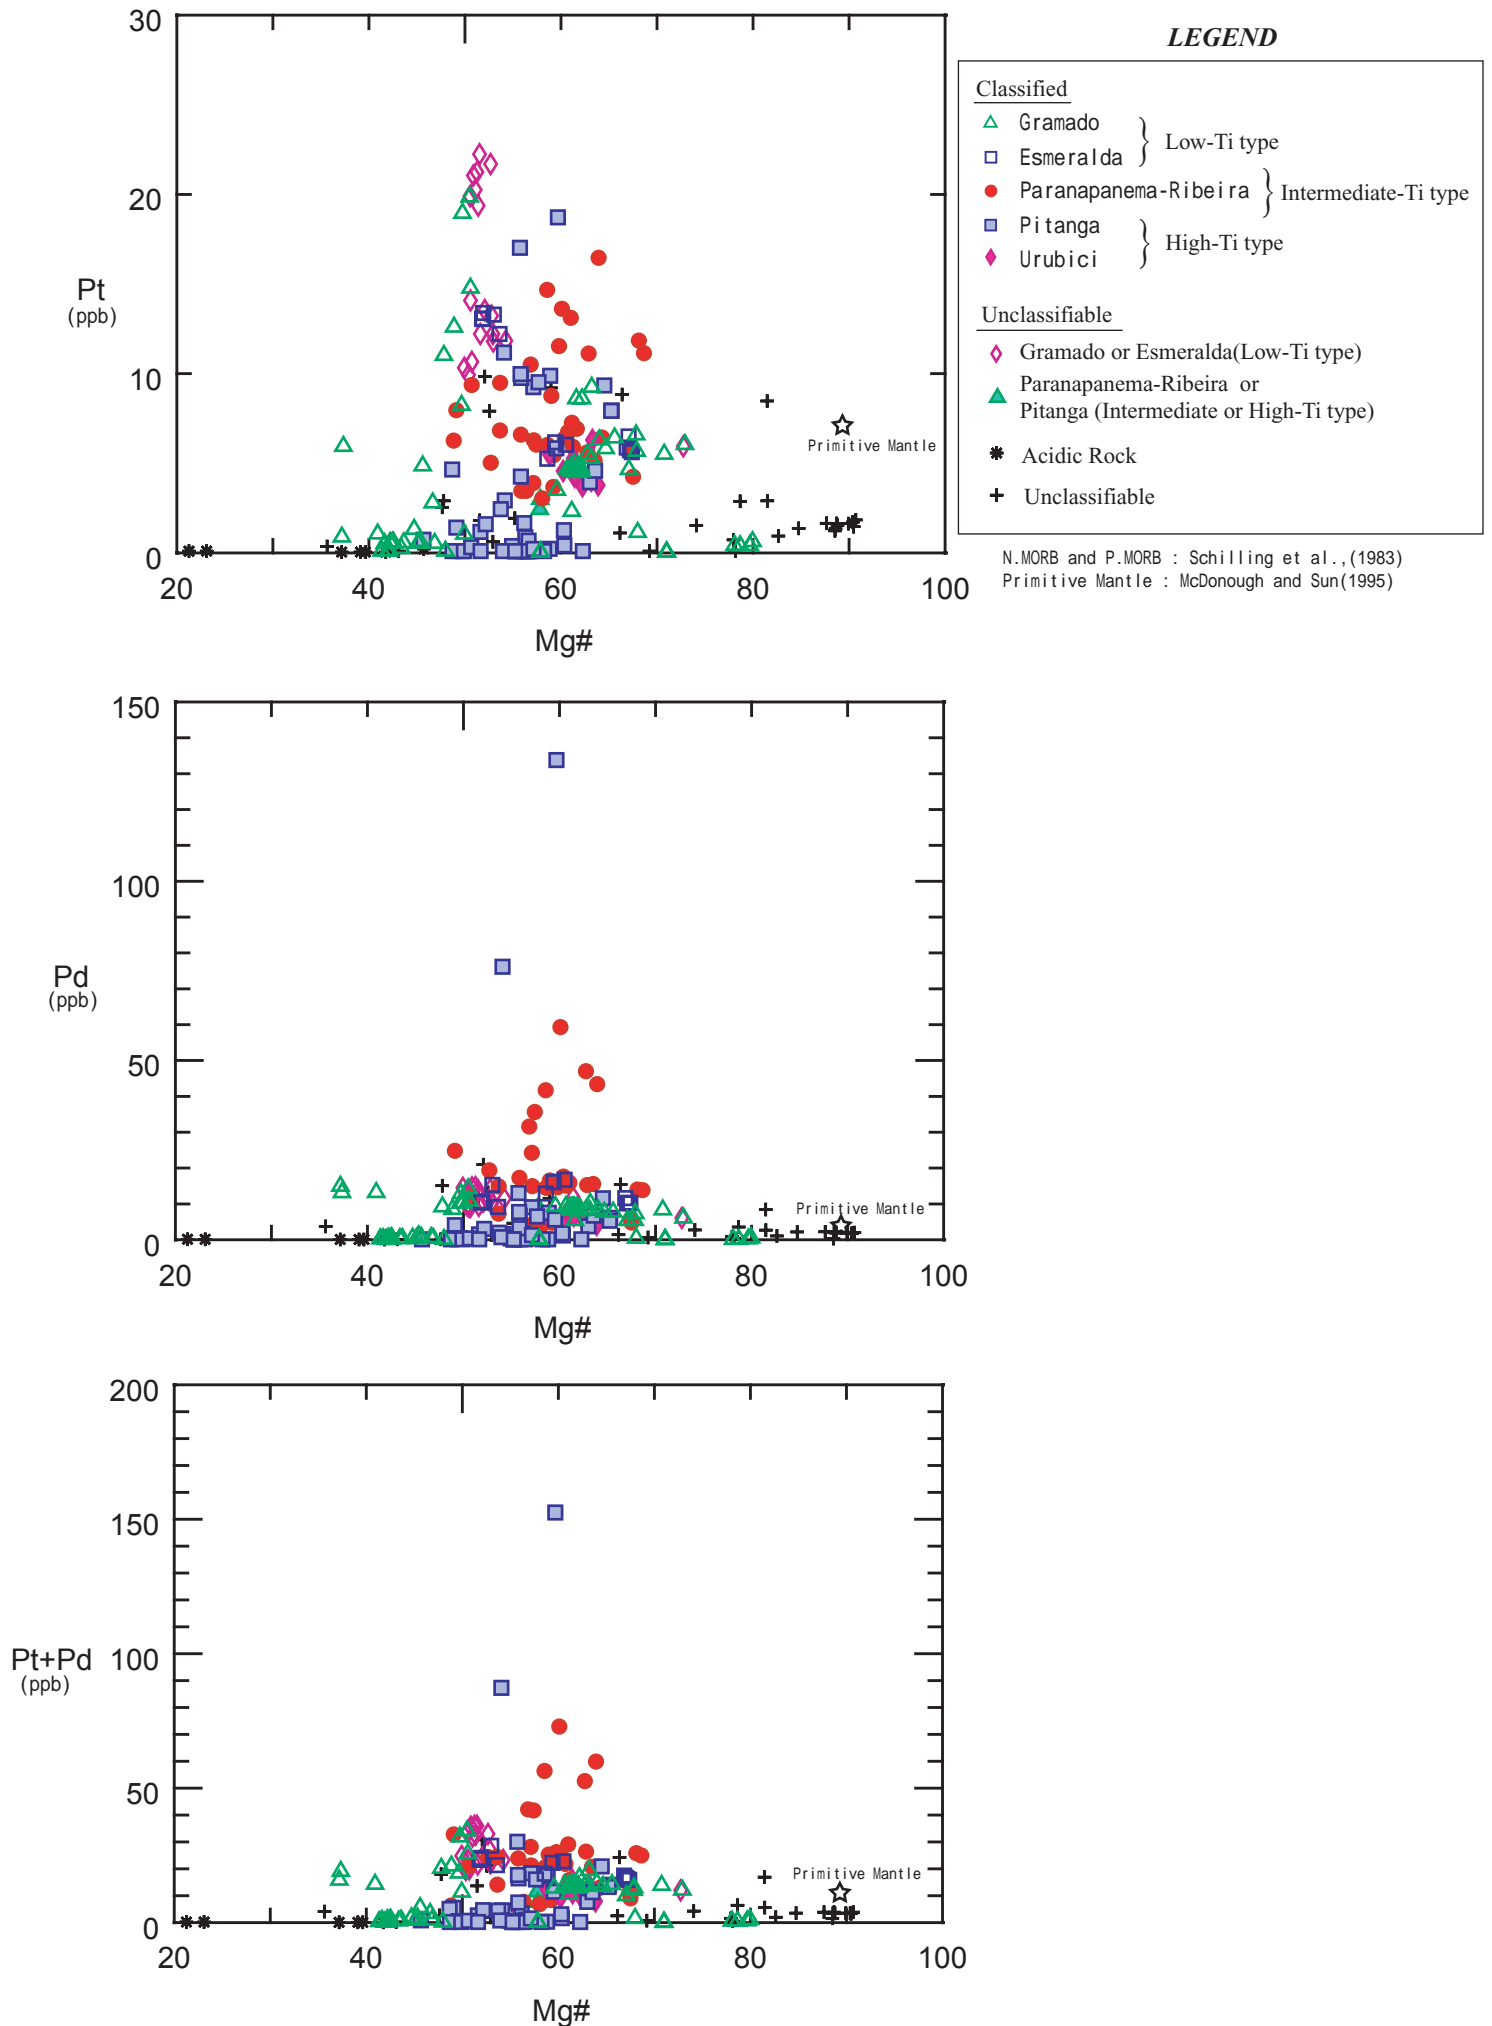 30
20
10
0
Pt
(ppb)
20 40 60 80 100
Mg#
Primitive Mantle
LEGEND
Classified
Gramado
Esmeralda
Low-Ti type
Paranapanema-Ribeira
Intermediate-Ti type
Pitanga
Urubici
High-Ti type
Unclassifiable
Gramado or Esmeralda(Low-Ti type)
Paranapanema-Ribeira or
Pitanga (Intermediate or High-Ti type)
Acidic Rock
Unclassifiable
N.MORB and P.MORB : Schilling et al.,(1983)
Primitive Mantle : McDonough and Sun(1995)
150
100
50
0
Pd
(ppb)
Primitive Mantle
20 40 60 80 100
Mg#
200
150
100
50
0
Pt+Pd
(ppb)
Primitive Mantle
20 40 60 80 100
Mg#